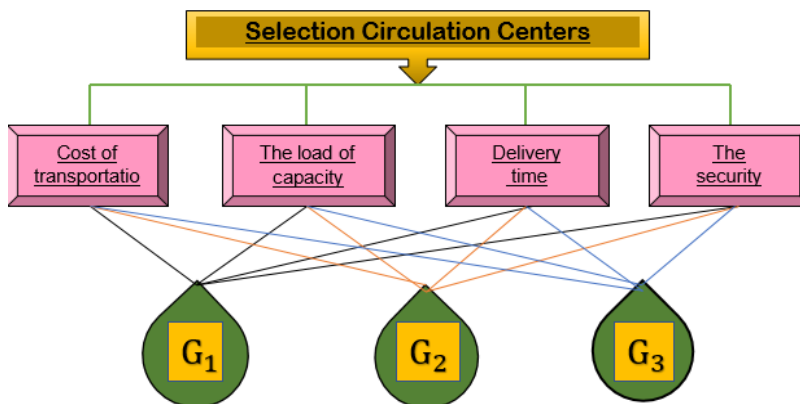 Selection Circulation Centers
Cost of
transportatio
The load of
capacity
Delivery
time
The
security
G₁
G₂
G₃